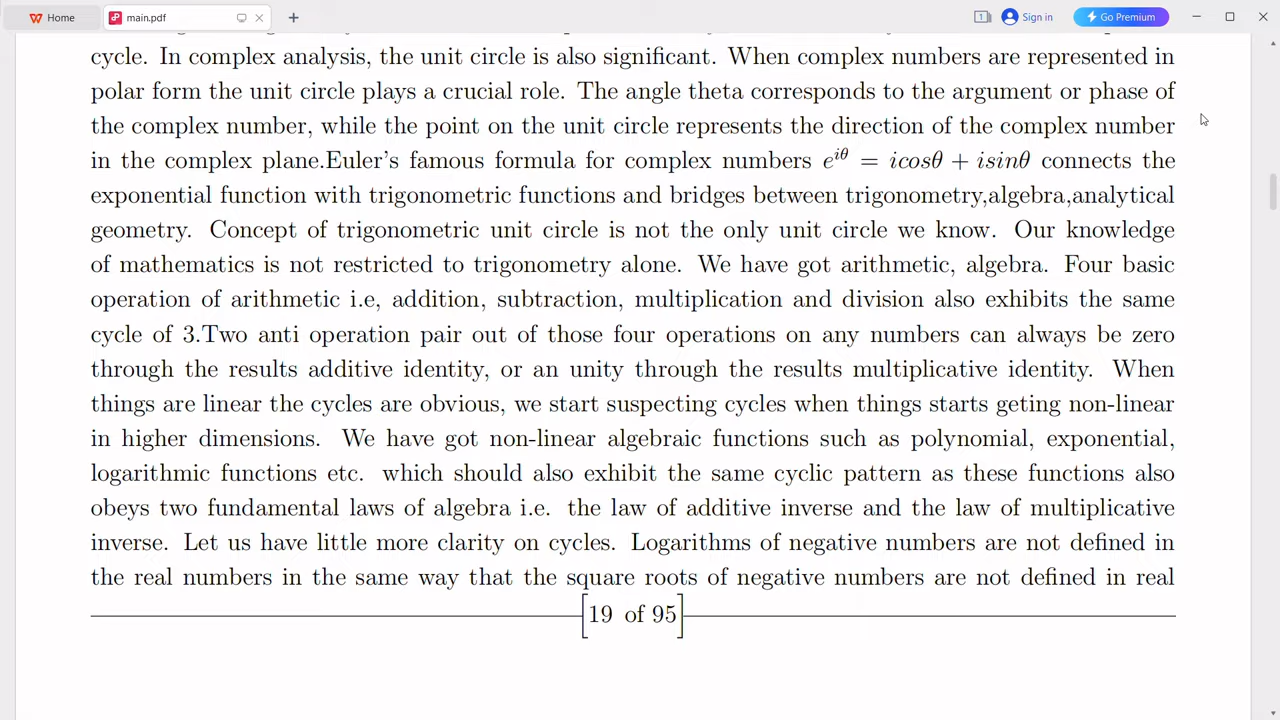 Home
main.pdf
1
Sign in
Go Premium
cycle. In complex analysis, the unit circle is also significant. When complex numbers are represented in
polar form the unit circle plays a crucial role. The angle theta corresponds to the argument or phase of
the complex number, while the point on the unit circle represents the direction of the complex number
in the complex plane.Euler's famous formula for complex numbers e^{iθ} = icosθ + isinθ connects the
exponential function with trigonometric functions and bridges between trigonometry,algebra,analytical
geometry. Concept of trigonometric unit circle is not the only unit circle we know. Our knowledge
of mathematics is not restricted to trigonometry alone. We have got arithmetic, algebra. Four basic
operation of arithmetic i.e, addition, subtraction, multiplication and division also exhibits the same
cycle of 3.Two anti operation pair out of those four operations on any numbers can always be zero
through the results additive identity, or an unity through the results multiplicative identity. When
things are linear the cycles are obvious, we start suspecting cycles when things starts geting non-linear
in higher dimensions. We have got non-linear algebraic functions such as polynomial, exponential,
logarithmic functions etc. which should also exhibit the same cyclic pattern as these functions also
obeys two fundamental laws of algebra i.e. the law of additive inverse and the law of multiplicative
inverse. Let us have little more clarity on cycles. Logarithms of negative numbers are not defined in
the real numbers in the same way that the square roots of negative numbers are not defined in real
[19 of 95]